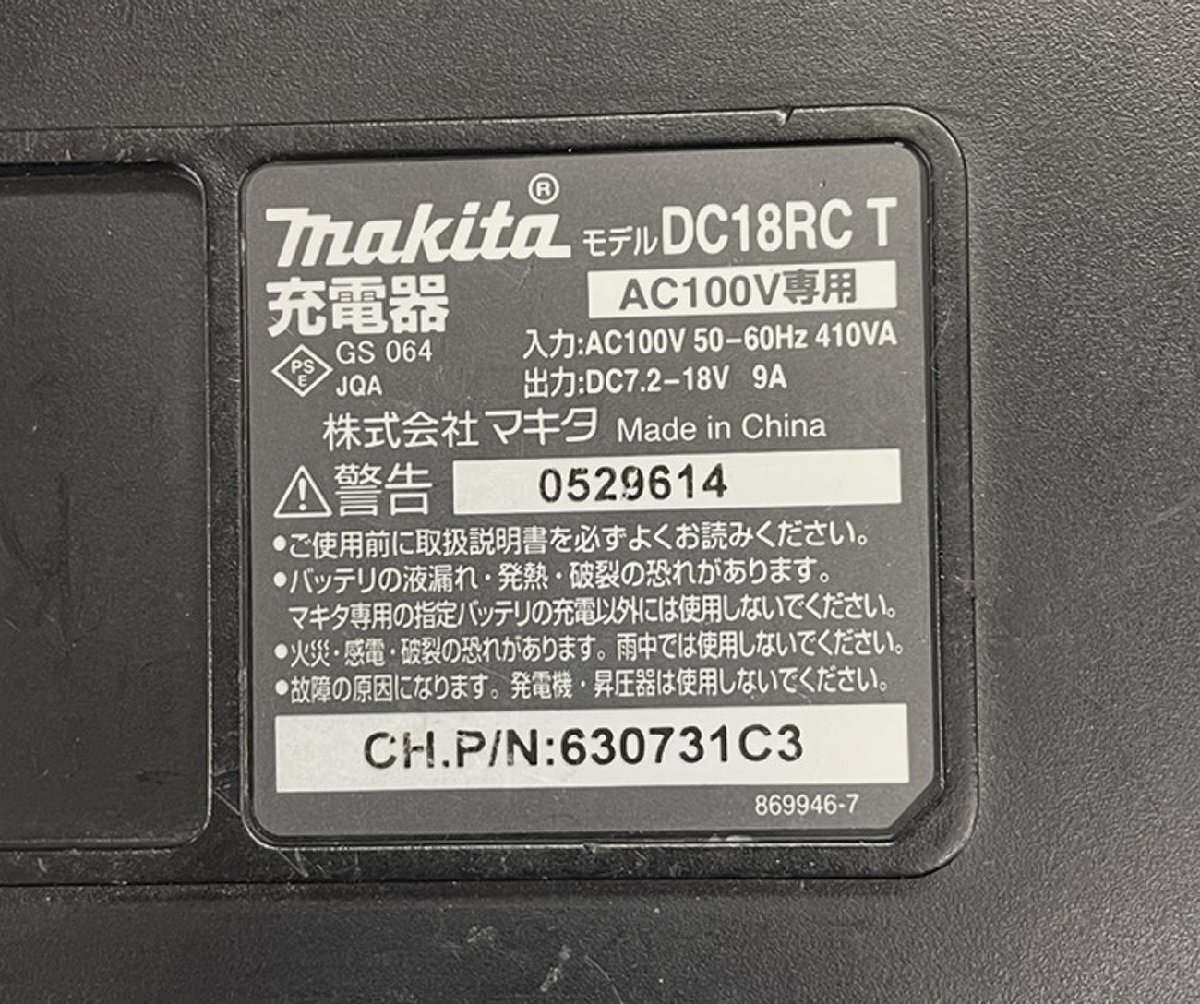 makita® モデル DC18RC T
充電器 AC100V専用
PSE GS 064 入力:AC100V 50-60Hz 410VA
JQA 出力:DC7.2-18V 9A
株式会社 マキタ Made in China
警告 0529614
●ご使用前に取扱説明書を必ずよくお読みください。
●バッテリの液漏れ・発熱・破裂の恐れがあります。
マキタ専用の指定バッテリの充電以外には使用しないでください。
●火災・感電・破裂の恐れがあります。雨中では使用しないでください。
●故障の原因になります。発電機・昇圧器は使用しないでください。
CH.P/N:630731C3
869946-7